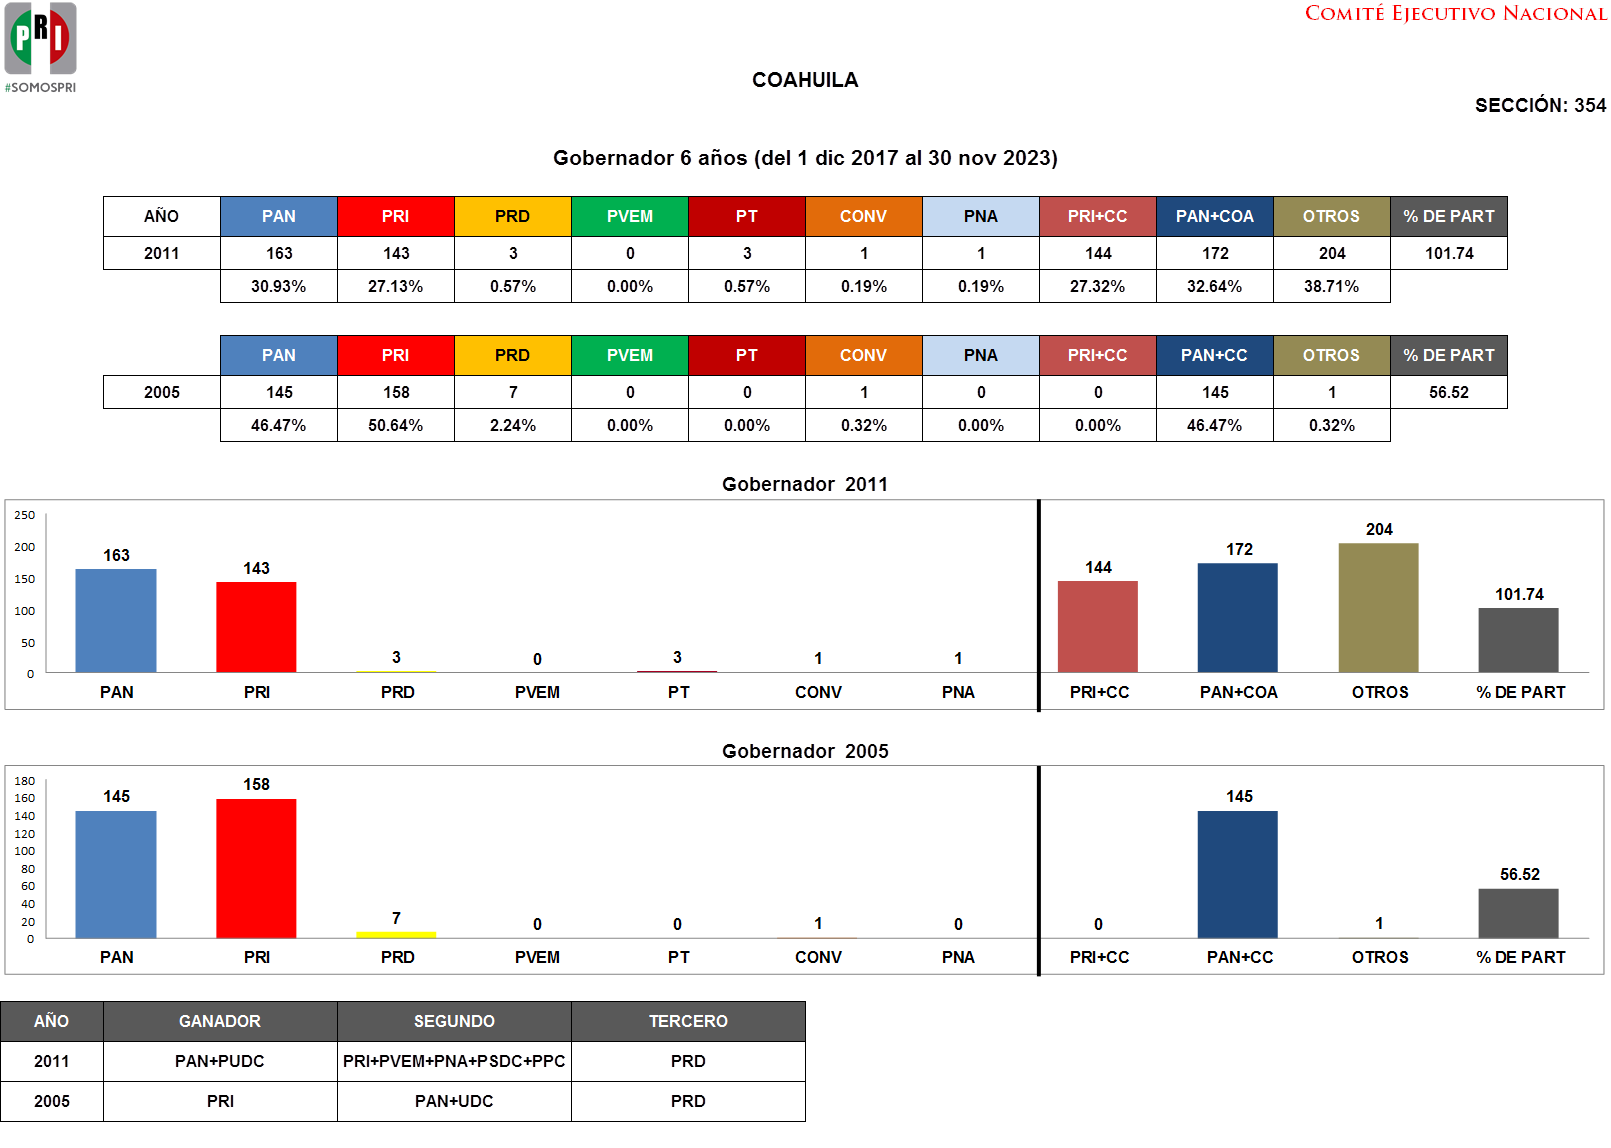 PRI
#SOMOSPRI
COMITÉ EJECUTIVO NACIONAL
COAHUILA
SECCIÓN: 354
Gobernador 6 años (del 1 dic 2017 al 30 nov 2023)
AÑO PAN PRI PRD PVEM PT CONV PNA PRI+CC PAN+COA OTROS % DE PART
2011 163 143 3 0 3 1 1 144 172 204 101.74
30.93% 27.13% 0.57% 0.00% 0.57% 0.19% 0.19% 27.32% 32.64% 38.71%
PAN PRI PRD PVEM PT CONV PNA PRI+CC PAN+CC OTROS % DE PART
2005 145 158 7 0 0 1 0 0 145 1 56.52
46.47% 50.64% 2.24% 0.00% 0.00% 0.32% 0.00% 0.00% 46.47% 0.32%
Gobernador 2011
250
200
150
100
50
0
163 143 3 0 3 1 1 144 172 204 101.74
PAN PRI PRD PVEM PT CONV PNA PRI+CC PAN+COA OTROS % DE PART
Gobernador 2005
180
160
140
120
100
80
60
40
20
0
145 158 7 0 0 1 0 0 145 1 56.52
PAN PRI PRD PVEM PT CONV PNA PRI+CC PAN+CC OTROS % DE PART
AÑO GANADOR SEGUNDO TERCERO
2011 PAN+PUDC PRI+PVEM+PNA+PSDC+PPC PRD
2005 PRI PAN+UDC PRD